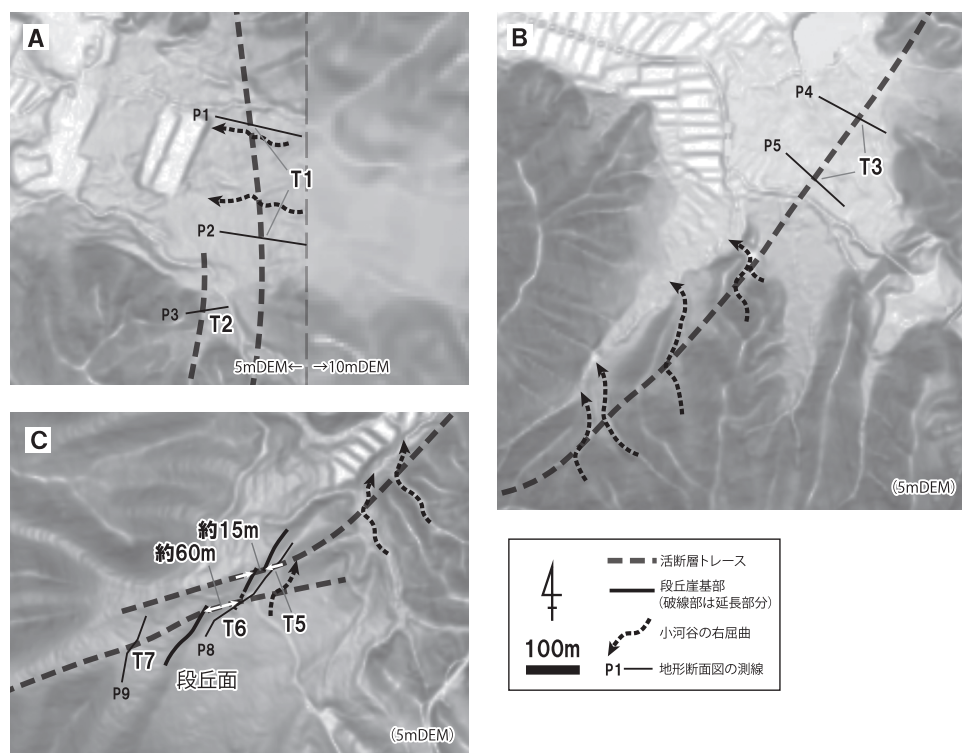 A
P1
T1
P2
P3
T2
5mDEM← →10mDEM
B
P4
P5
T3
(5mDEM)
C
約15m
約60m
T5
T6
P8
T7
P9
段丘面
(5mDEM)
100m
活断層トレース
段丘崖基部
(破線部は延長部分)
小河谷の右屈曲
P1 地形断面図の測線